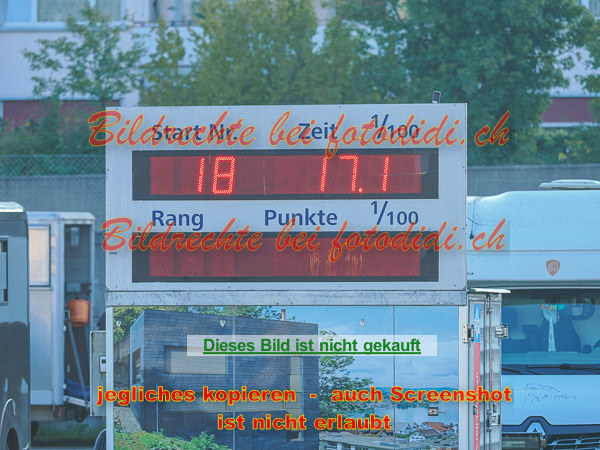 Bildrechte bei fotodidi.ch
Start Nr. Zeit 1/100
18 17.1
Rang Punkte 1/100
Bildrechte bei fotodidi.ch
Dieses Bild ist nicht gekauft
jegliches kopieren - auch Screenshot
ist nicht erlaubt